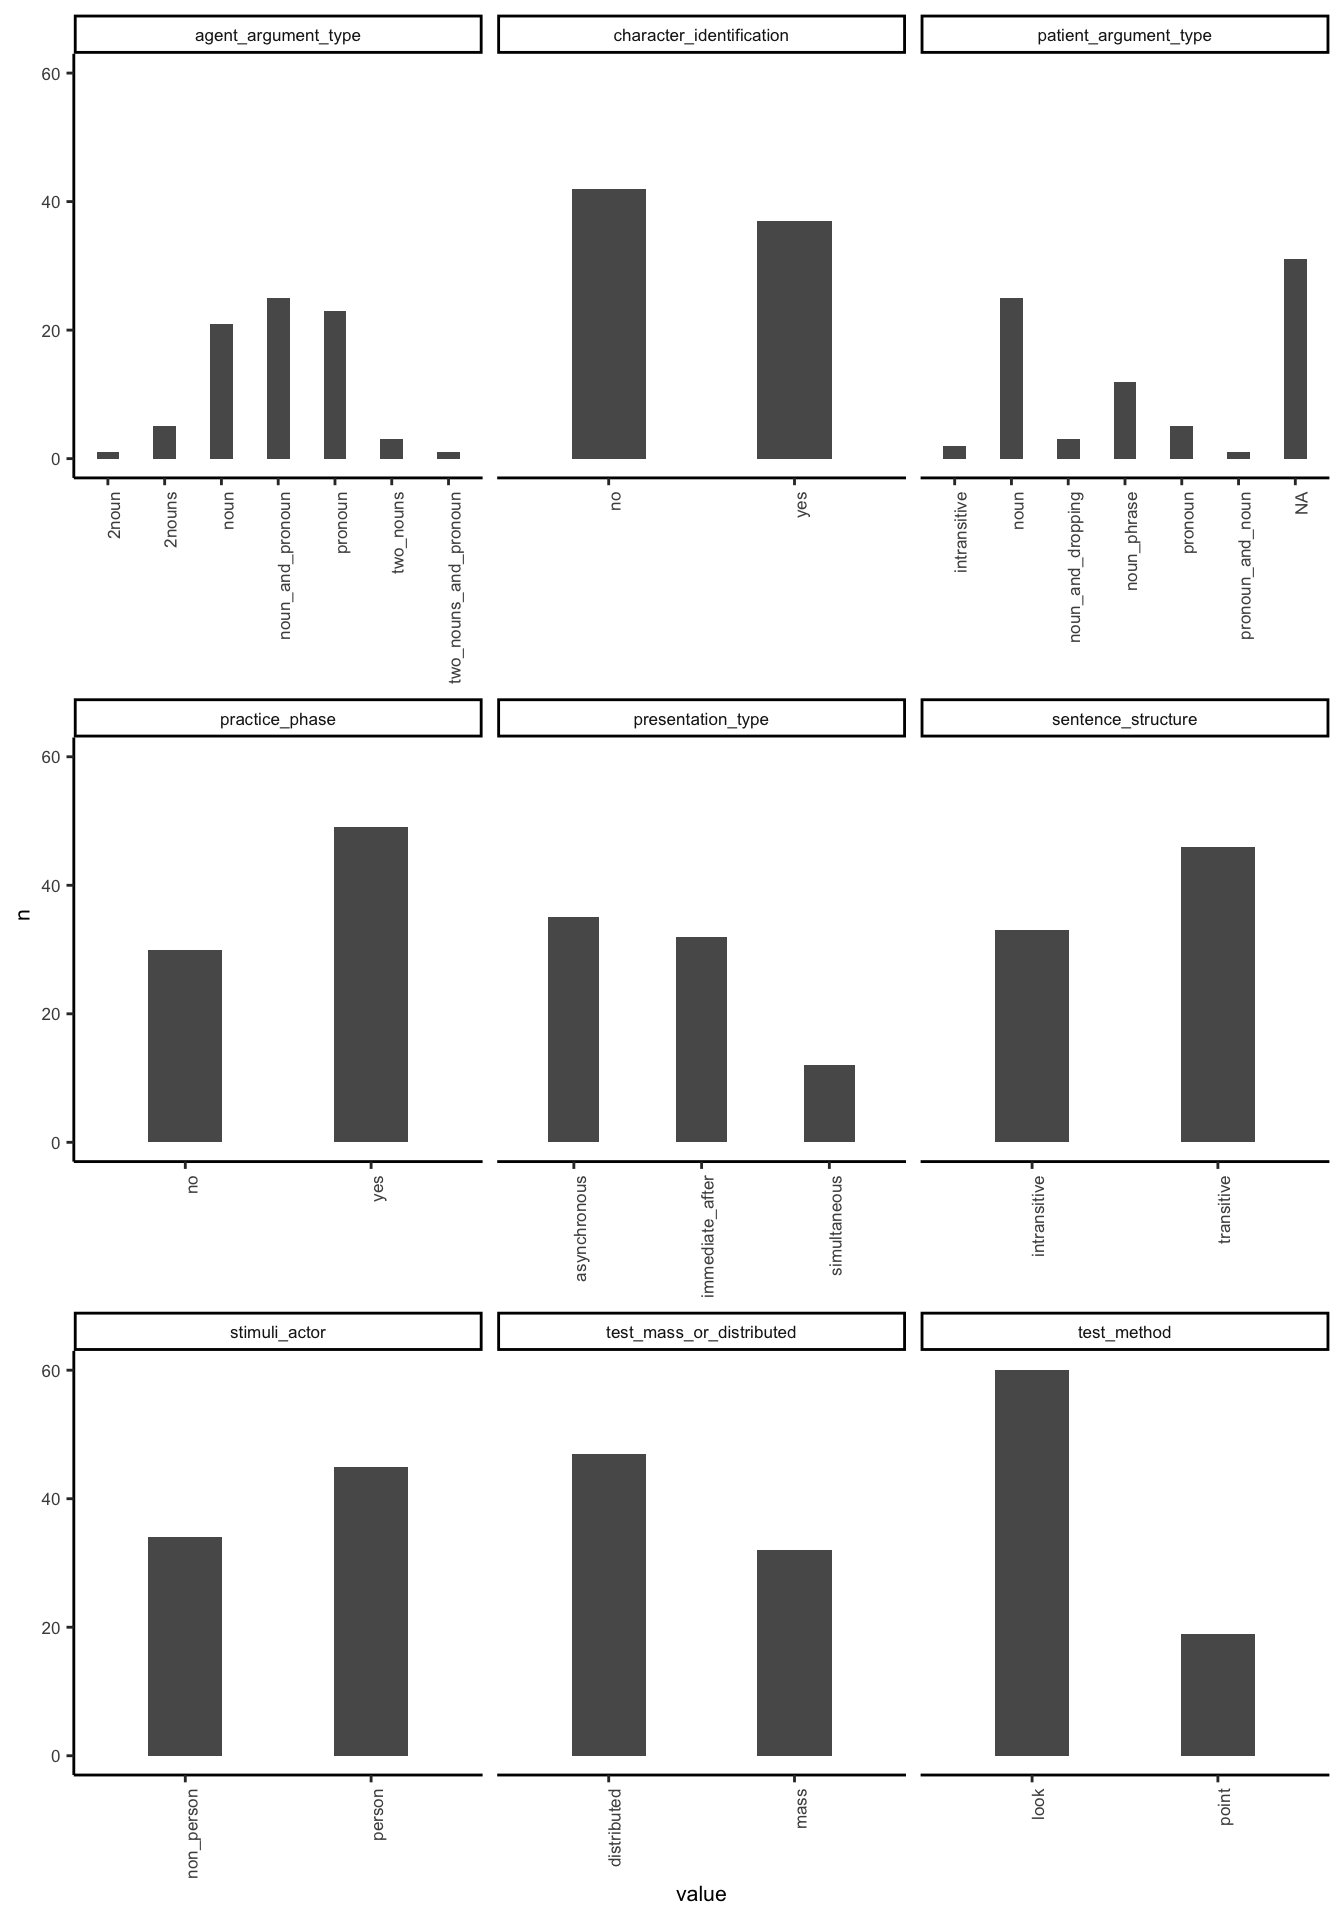 agent_argument_type
character_identification
patient_argument_type
60
40
20
0
2noun
2nouns
noun
noun_and_pronoun
pronoun
two_nouns
two_nouns_and_pronoun
no
yes
intransitive
noun
noun_and_dropping
noun_phrase
pronoun
pronoun_and_noun
NA
practice_phase
presentation_type
sentence_structure
n
60
40
20
0
no
yes
asynchronous
immediate_after
simultaneous
intransitive
transitive
stimuli_actor
test_mass_or_distributed
test_method
60
40
20
0
non_person
person
distributed
mass
look
point
value